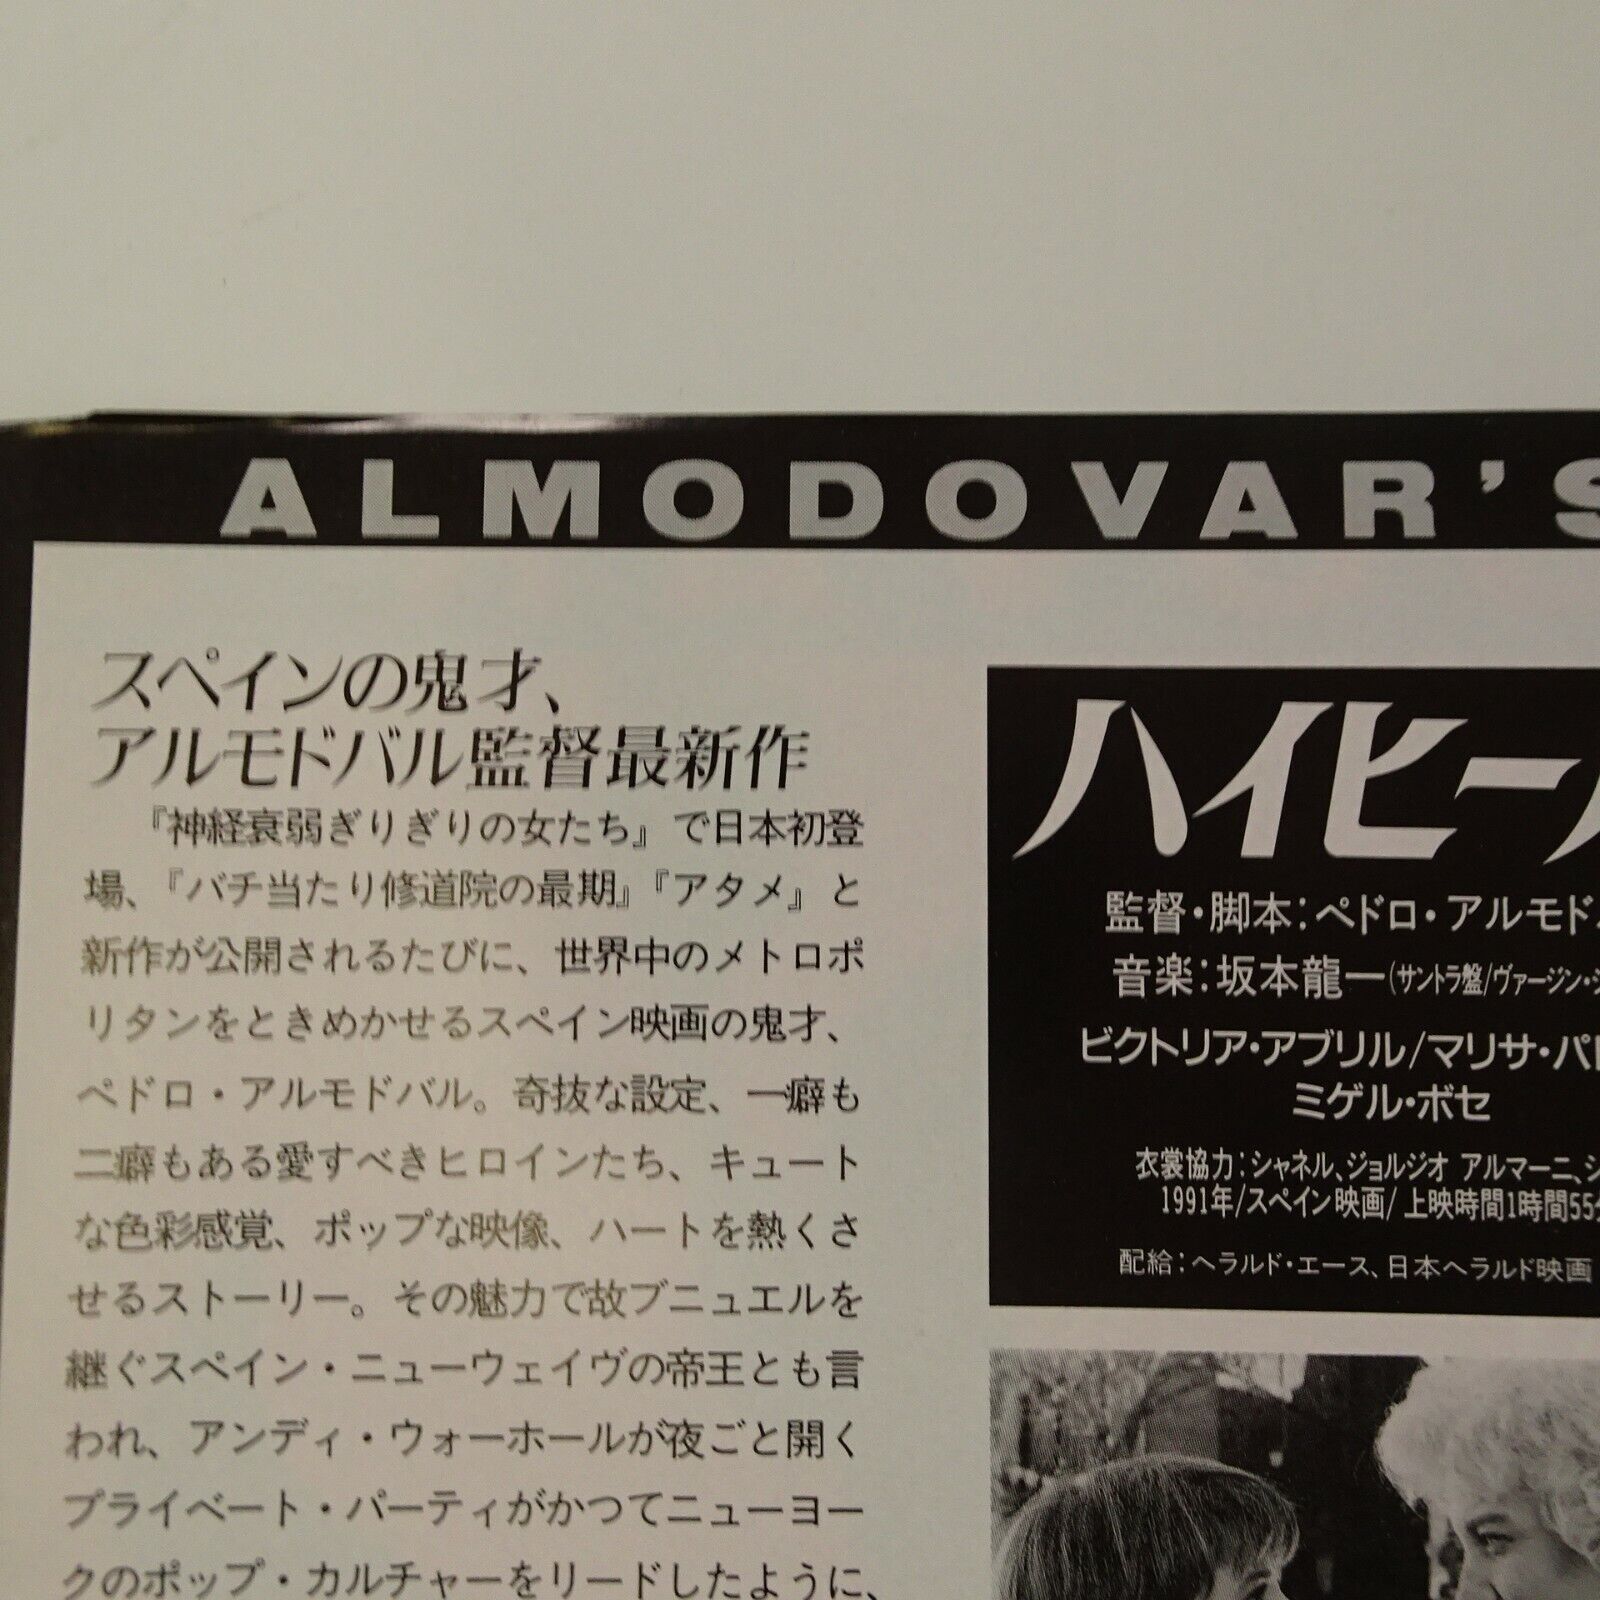 ALMODOVAR'S
スペインの鬼才、
アルモドバル監督最新作
『神経衰弱ぎりぎりの女たち』で日本初登
場、『バチ当たり修道院の最期』『アタメ』と
新作が公開されるたびに、世界中のメトロポ
リタンをときめかせるスペイン映画の鬼才、
ペドロ・アルモドバル。奇抜な設定、一癖も
二癖もある愛すべきヒロインたち、キュート
な色彩感覚、ポップな映像、ハートを熱くさ
せるストーリー。その魅力で故ブニュエルを
継ぐスペイン・ニューウェイヴの帝王とも言
われ、アンディ・ウォーホールが夜ごと開く
プライベート・パーティがかつてニューヨー
クのポップ・カルチャーをリードしたように、
ハイヒー
監督・脚本:ペドロ・アルモド
音楽:坂本龍一(サントラ盤/ヴァージン・
ビクトリア・アブリル/マリサ・パ
ミゲル・ボセ
衣裳協力:シャネル、ジョルジオ アルマーニ、
1991年/スペイン映画/上映時間1時間55分
配給:ヘラルド・エース、日本ヘラルド映画